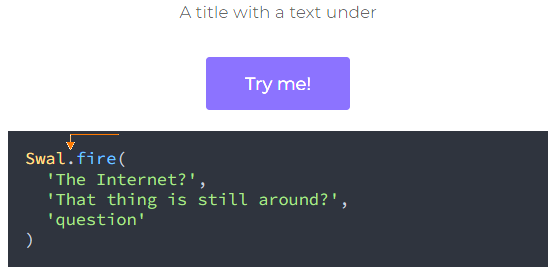 A title with a text under
Try me!
Swal.fire(
'The Internet?',
'That thing is still around?',
'question'
)